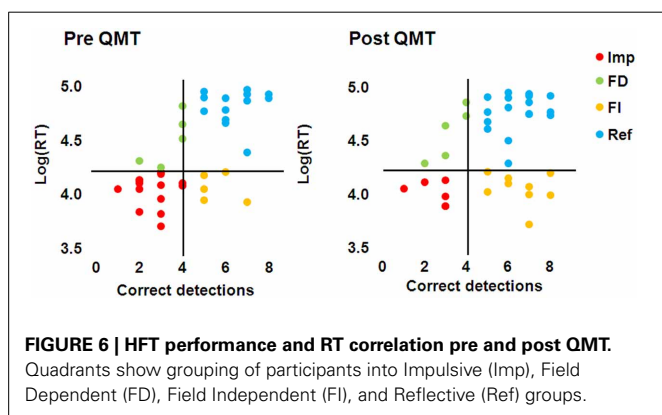 Pre QMT
Post QMT
Imp
FD
FI
Ref
Log(RT)
5.0
4.5
4.0
3.5
0 2 4 6 8
Correct detections
Log(RT)
5.0
4.5
4.0
3.5
0 2 4 6 8
Correct detections
FIGURE 6 | HFT performance and RT correlation pre and post QMT.
Quadrants show grouping of participants into Impulsive (Imp), Field
Dependent (FD), Field Independent (FI), and Reflective (Ref) groups.